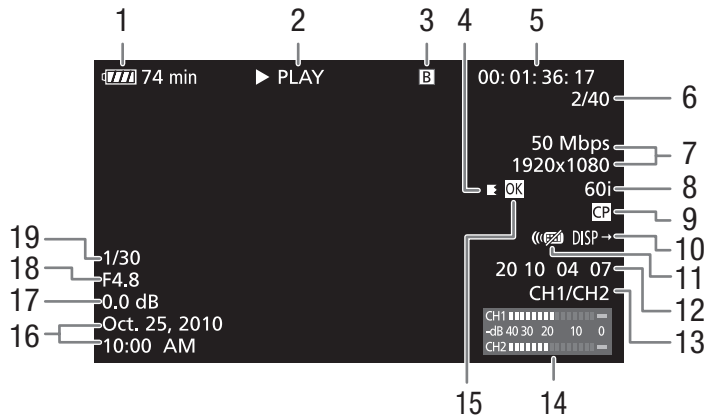 1 2 3 4 5
74 min PLAY B 00: 01: 36: 17
2/40 6
50 Mbps
1920x1080 7
OK 60i 8
CP 9
DISP 10
11
20 10 04 07 12
CH1/CH2 13
19 1/30
18 F4.8
17 0.0 dB
16 Oct. 25, 2010
10:00 AM
CH1
-dB 40 30 20 10 0
CH2
15 14